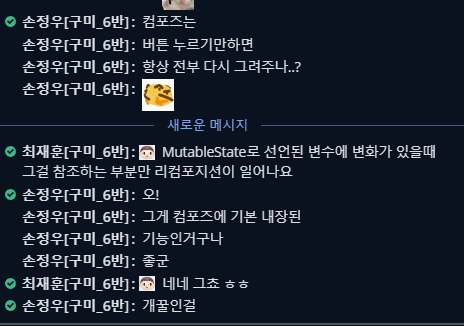 손정우[구미_6반]: 컴포즈는
손정우[구미_6반]: 버튼 누르기만하면
손정우[구미_6반]: 항상 전부 다시 그려주나..?
손정우[구미_6반]:
새로운 메시지
최재훈[구미_6반]: MutableState로 선언된 변수에 변화가 있을때
그걸 참조하는 부분만 리컴포지션이 일어나요
손정우[구미_6반]: 오!
손정우[구미_6반]: 그게 컴포즈에 기본 내장된
손정우[구미_6반]: 기능인거구나
손정우[구미_6반]: 좋군
최재훈[구미_6반]: 네네 그쵸 ㅎㅎ
손정우[구미_6반]: 개꿀인걸